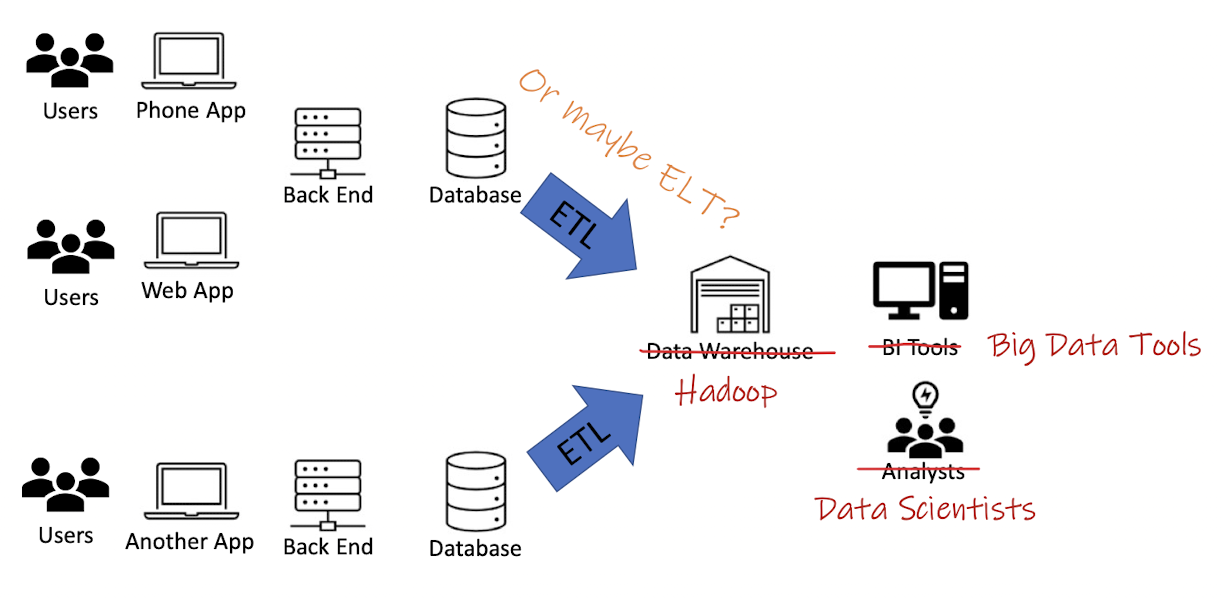 Users
Phone App
Back End
Database
Or maybe ELT?
ETL
Users
Web App
Data Warehouse
Hadoop
BI Tools
Big Data Tools
Analysts
Data Scientists
ETL
Users
Another App
Back End
Database